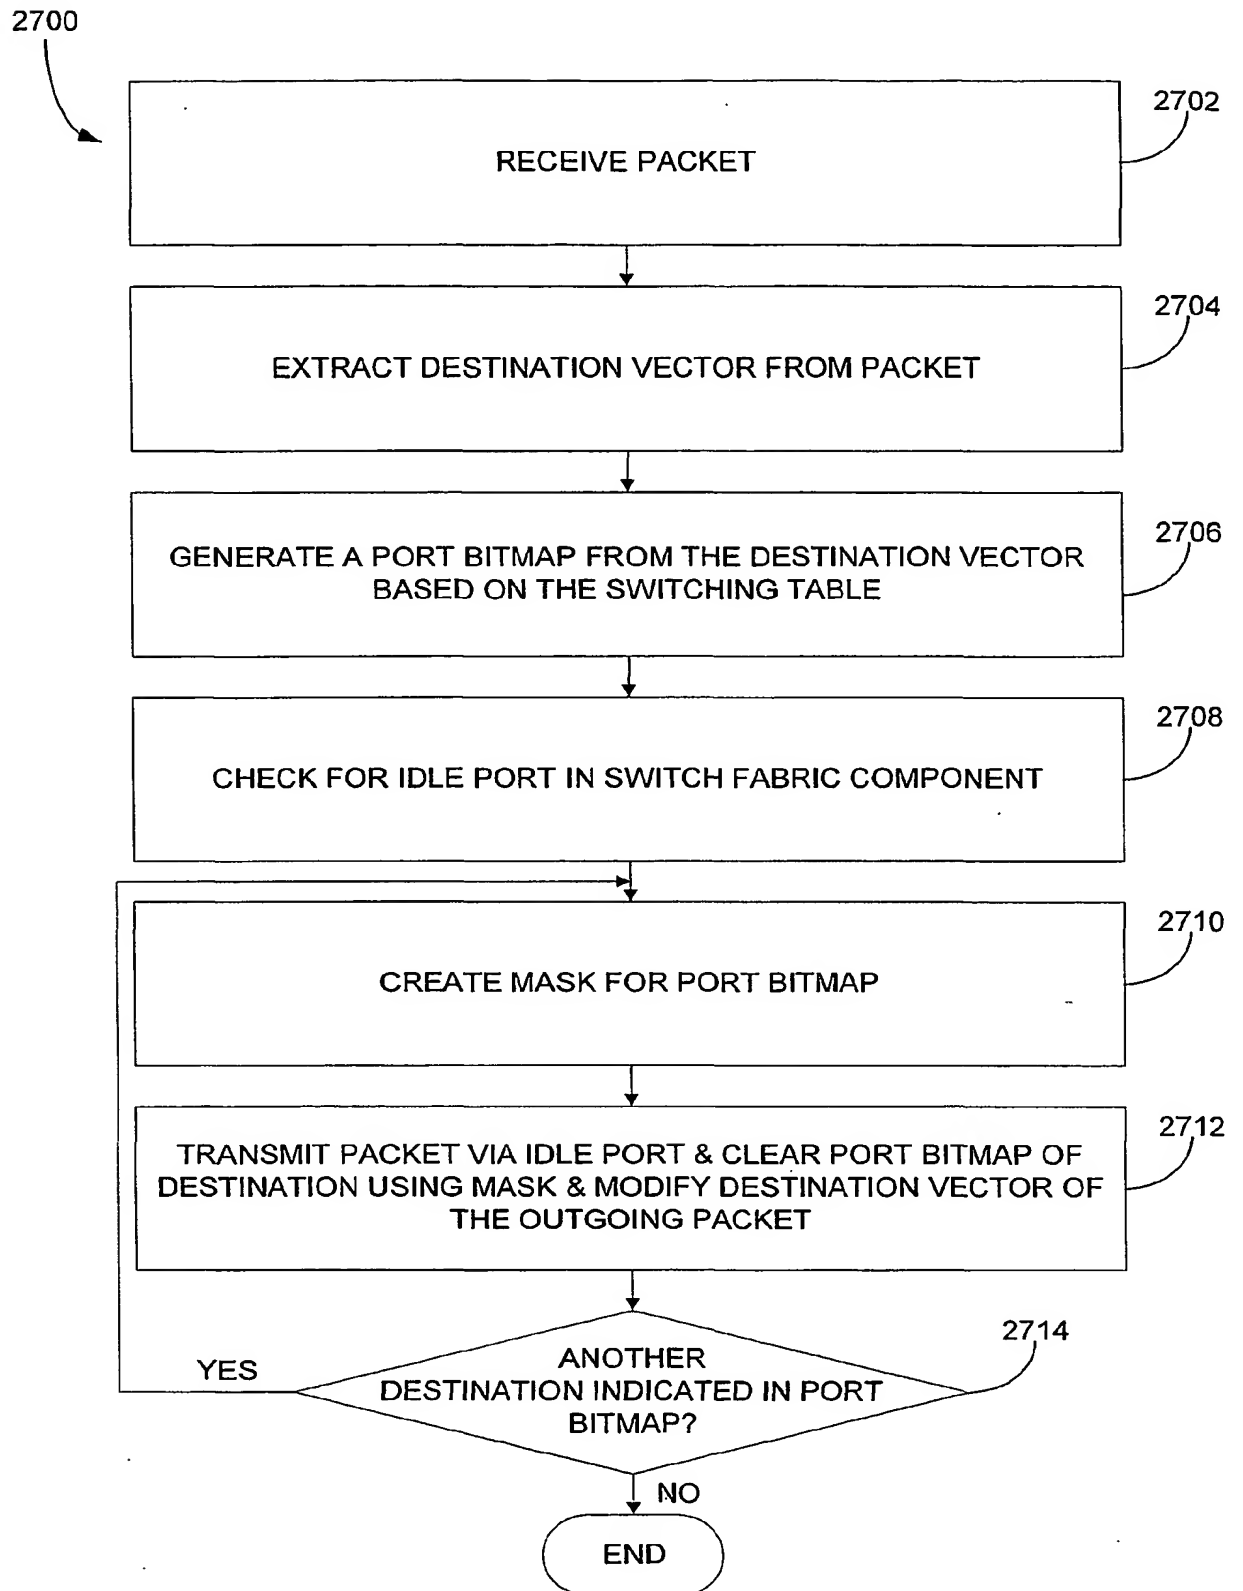 2700
2702
RECEIVE PACKET
2704
EXTRACT DESTINATION VECTOR FROM PACKET
2706
GENERATE A PORT BITMAP FROM THE DESTINATION VECTOR
BASED ON THE SWITCHING TABLE
2708
CHECK FOR IDLE PORT IN SWITCH FABRIC COMPONENT
2710
CREATE MASK FOR PORT BITMAP
2712
TRANSMIT PACKET VIA IDLE PORT & CLEAR PORT BITMAP OF
DESTINATION USING MASK & MODIFY DESTINATION VECTOR OF
THE OUTGOING PACKET
2714
YES
ANOTHER
DESTINATION INDICATED IN PORT
BITMAP?
NO
END